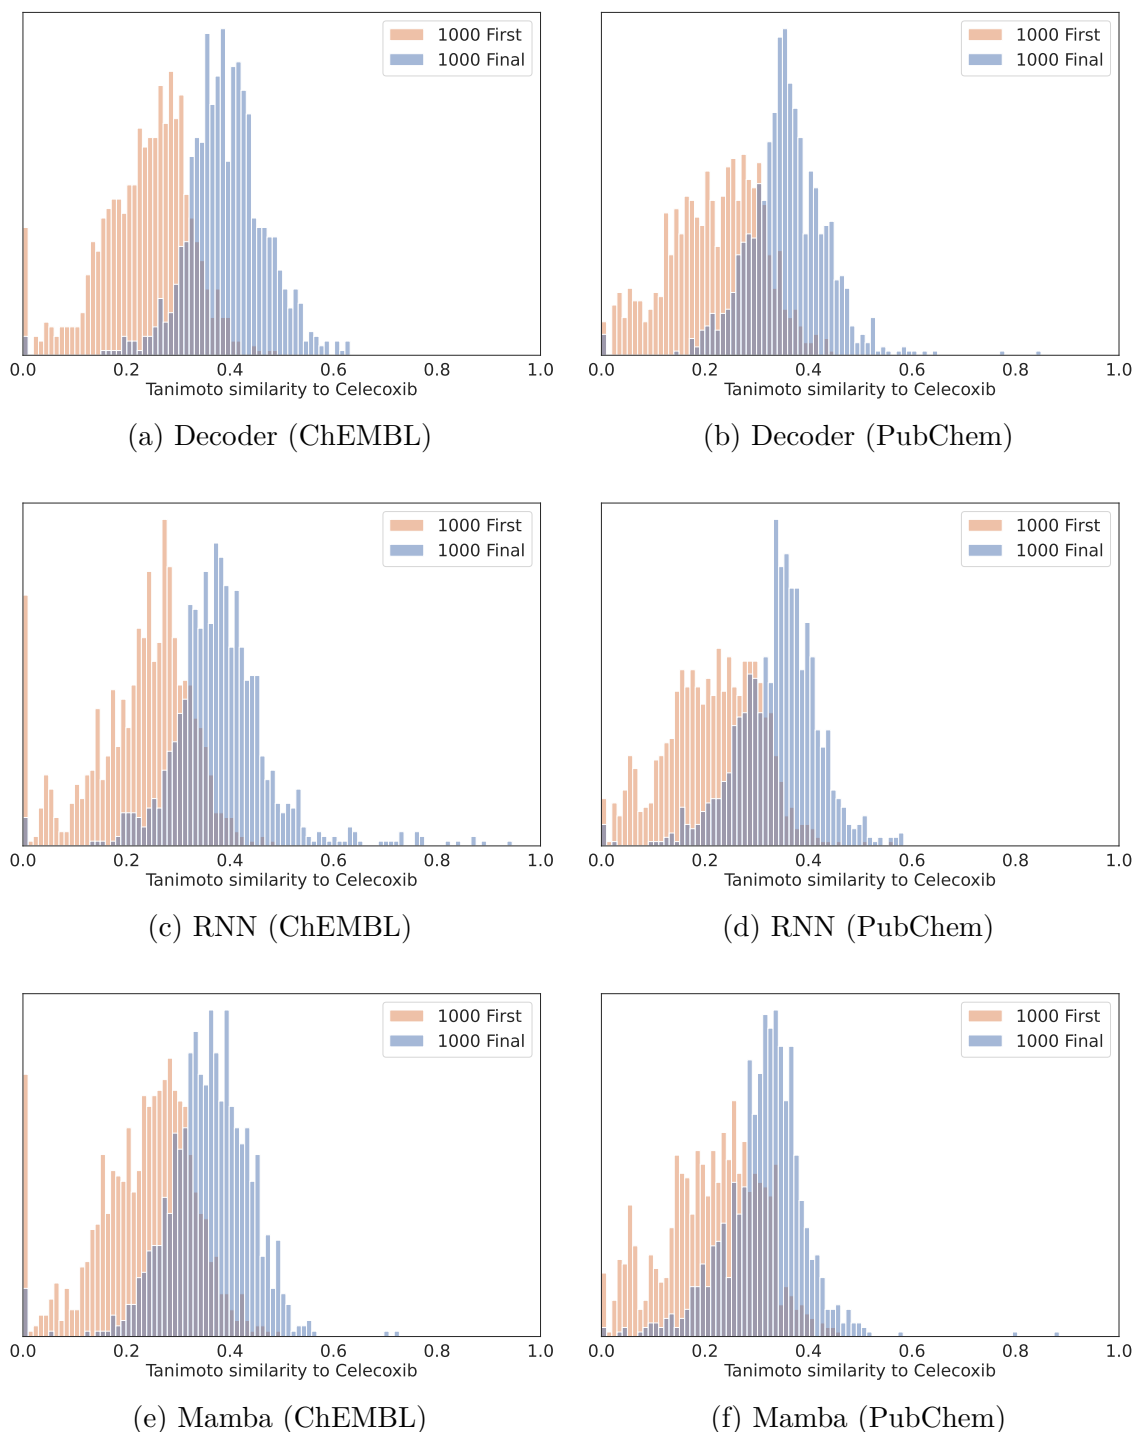 1000 First
1000 Final
0.0 0.2 0.4 0.6 0.8 1.0
Tanimoto similarity to Celecoxib
(a) Decoder (ChEMBL)
1000 First
1000 Final
0.0 0.2 0.4 0.6 0.8 1.0
Tanimoto similarity to Celecoxib
(b) Decoder (PubChem)
1000 First
1000 Final
0.0 0.2 0.4 0.6 0.8 1.0
Tanimoto similarity to Celecoxib
(c) RNN (ChEMBL)
1000 First
1000 Final
0.0 0.2 0.4 0.6 0.8 1.0
Tanimoto similarity to Celecoxib
(d) RNN (PubChem)
1000 First
1000 Final
0.0 0.2 0.4 0.6 0.8 1.0
Tanimoto similarity to Celecoxib
(e) Mamba (ChEMBL)
1000 First
1000 Final
0.0 0.2 0.4 0.6 0.8 1.0
Tanimoto similarity to Celecoxib
(f) Mamba (PubChem)